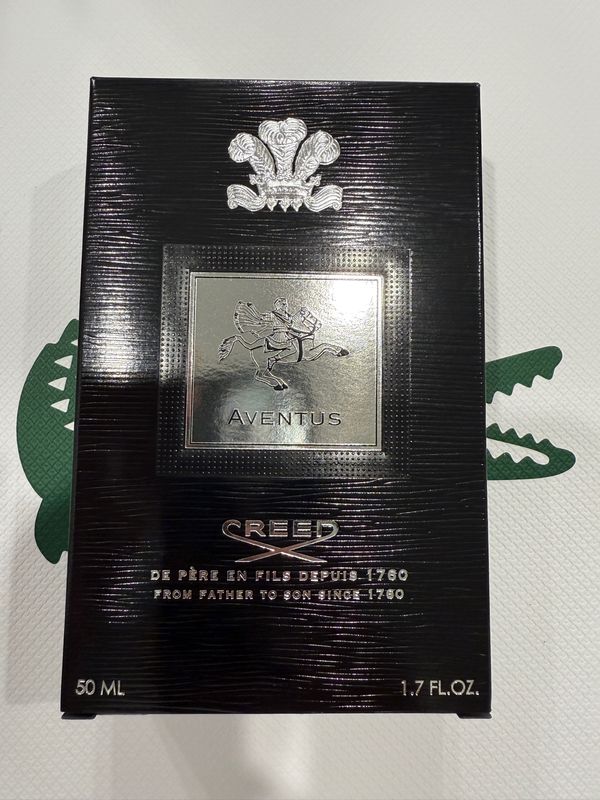 AVENTUS
CREED
DE PÈRE EN FILS DEPUIS 1760
FROM FATHER TO SON SINCE 1760
50 ML
1.7 FL.OZ.